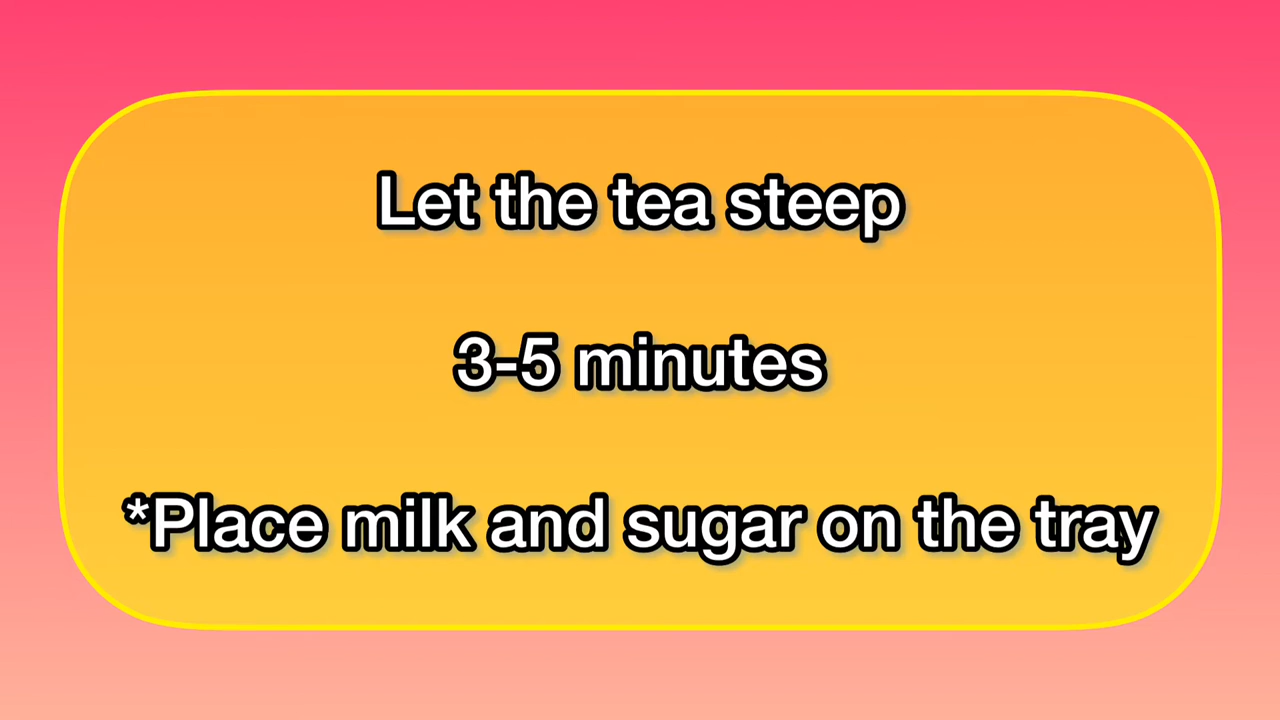 Let the tea steep
3-5 minutes
*Place milk and sugar on the tray